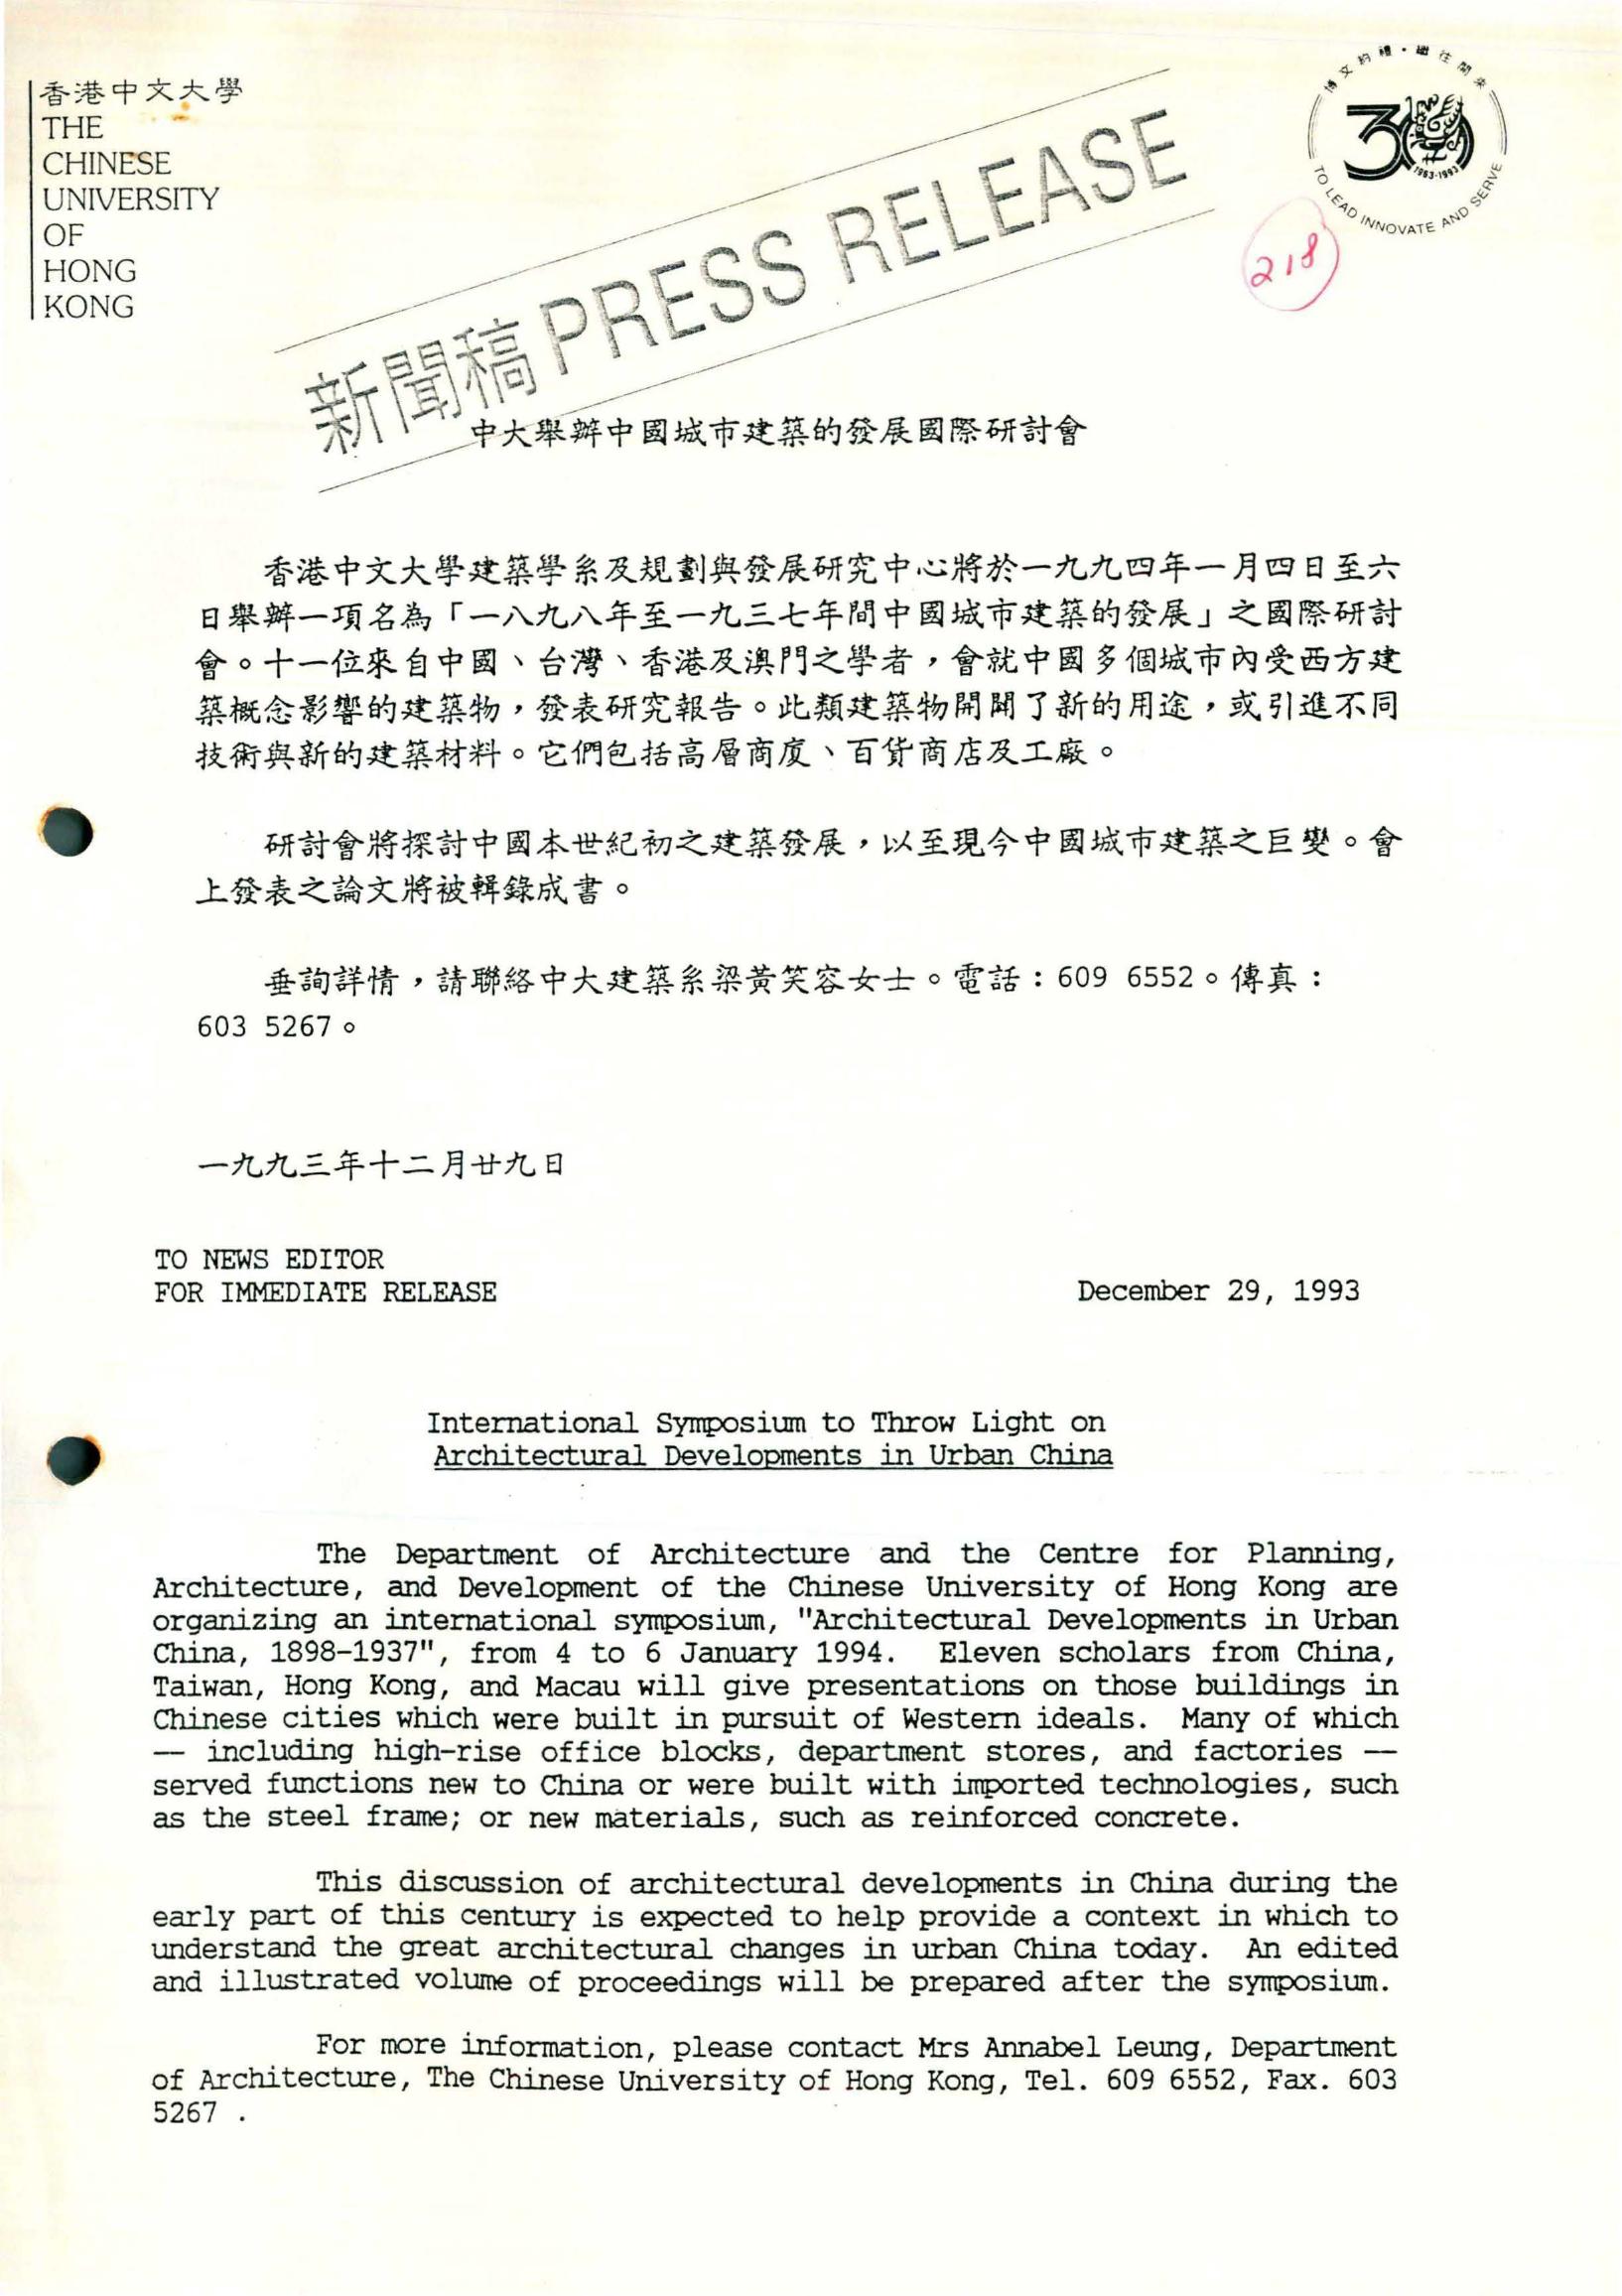 香港中文大學
THE
CHINESE
UNIVERSITY
OF
HONG
KONG
博文約禮·繼往開來
30
1963-1993
TO LEAD INNOVATE AND SERVE
218
新聞稿 PRESS RELEASE
中大舉辦中國城市建築的發展國際研討會
香港中文大學建築學系及規劃與發展研究中心將於一九九四年一月四日至六
日舉辦一項名為「一八九八年至一九三七年間中國城市建築的發展」之國際研討
會。十一位來自中國、台灣、香港及澳門之學者，會就中國多個城市內受西方建
築概念影響的建築物，發表研究報告。此類建築物開闢了新的用途，或引進不同
技術與新的建築材料。它們包括高層商廈、百貨商店及工廠。
研討會將探討中國本世紀初之建築發展，以至現今中國城市建築之巨變。會
上發表之論文將被輯錄成書。
垂詢詳情，請聯絡中大建築系梁黃笑容女士。電話：609 6552。傳真：
603 5267。
一九九三年十二月廿九日
TO NEWS EDITOR
FOR IMMEDIATE RELEASE
December 29, 1993
International Symposium to Throw Light on
Architectural Developments in Urban China
The Department of Architecture and the Centre for Planning,
Architecture, and Development of the Chinese University of Hong Kong are
organizing an international symposium, "Architectural Developments in Urban
China, 1898-1937", from 4 to 6 January 1994. Eleven scholars from China,
Taiwan, Hong Kong, and Macau will give presentations on those buildings in
Chinese cities which were built in pursuit of Western ideals. Many of which
— including high-rise office blocks, department stores, and factories —
served functions new to China or were built with imported technologies, such
as the steel frame; or new materials, such as reinforced concrete.
This discussion of architectural developments in China during the
early part of this century is expected to help provide a context in which to
understand the great architectural changes in urban China today. An edited
and illustrated volume of proceedings will be prepared after the symposium.
For more information, please contact Mrs Annabel Leung, Department
of Architecture, The Chinese University of Hong Kong, Tel. 609 6552, Fax. 603
5267 .